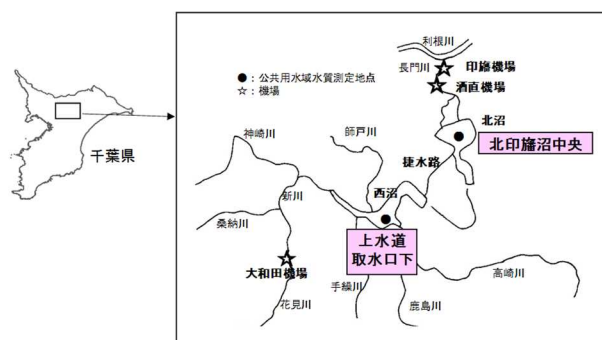 利根川
長門川
印旛機場
酒直機場
●：公共用水域水質測定地点
☆：機場
北沼
北印旛沼中央
千葉県
神崎川
師戸川
捷水路
新川
西沼
桑納川
上水道
取水口下
大和田機場
高崎川
手繰川
花見川
鹿島川